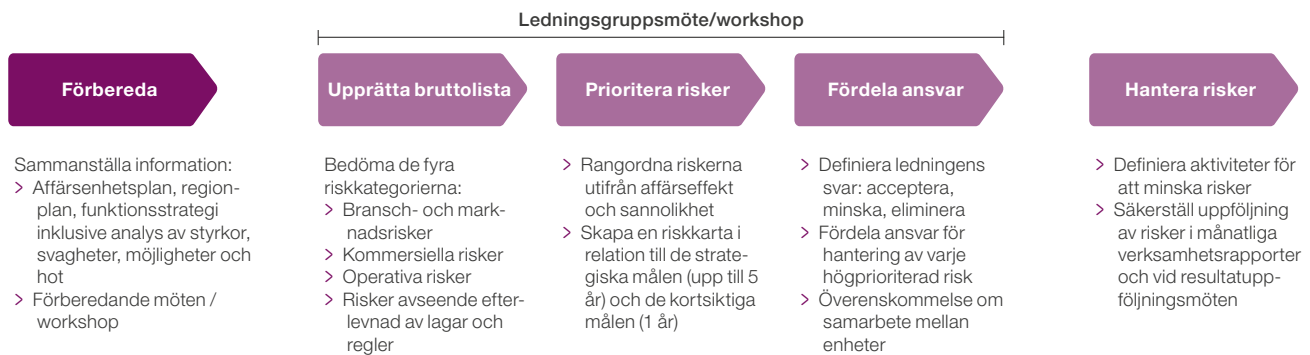 Ledningsgruppsmöte/workshop
Förbereda
Upprätta bruttolista
Prioritera risker
Fördela ansvar
Hantera risker
Sammanställa information:
> Affärsenhetsplan, region-
plan, funktionsstrategi
inklusive analys av styrkor,
svagheter, möjligheter och
hot
> Förberedande möten /
workshop
Bedöma de fyra
riskkategorierna:
> Bransch- och mark-
nadsrisker
> Kommersiella risker
> Operativa risker
> Risker avseende efter-
levnad av lagar och
regler
> Rangordna riskerna
utifrån affärseffekt
och sannolikhet
> Skapa en riskkarta i
relation till de strate-
giska målen (upp till 5
år) och de kortsiktiga
målen (1 år)
> Definiera ledningens
svar: acceptera,
minska, eliminera
> Fördela ansvar för
hantering av varje
högprioriterad risk
> Överenskommelse om
samarbete mellan
enheter
> Definiera aktiviteter för
att minska risker
> Säkerställ uppföljning
av risker i månatliga
verksamhetsrapporter
och vid resultatupp-
följningsmöten